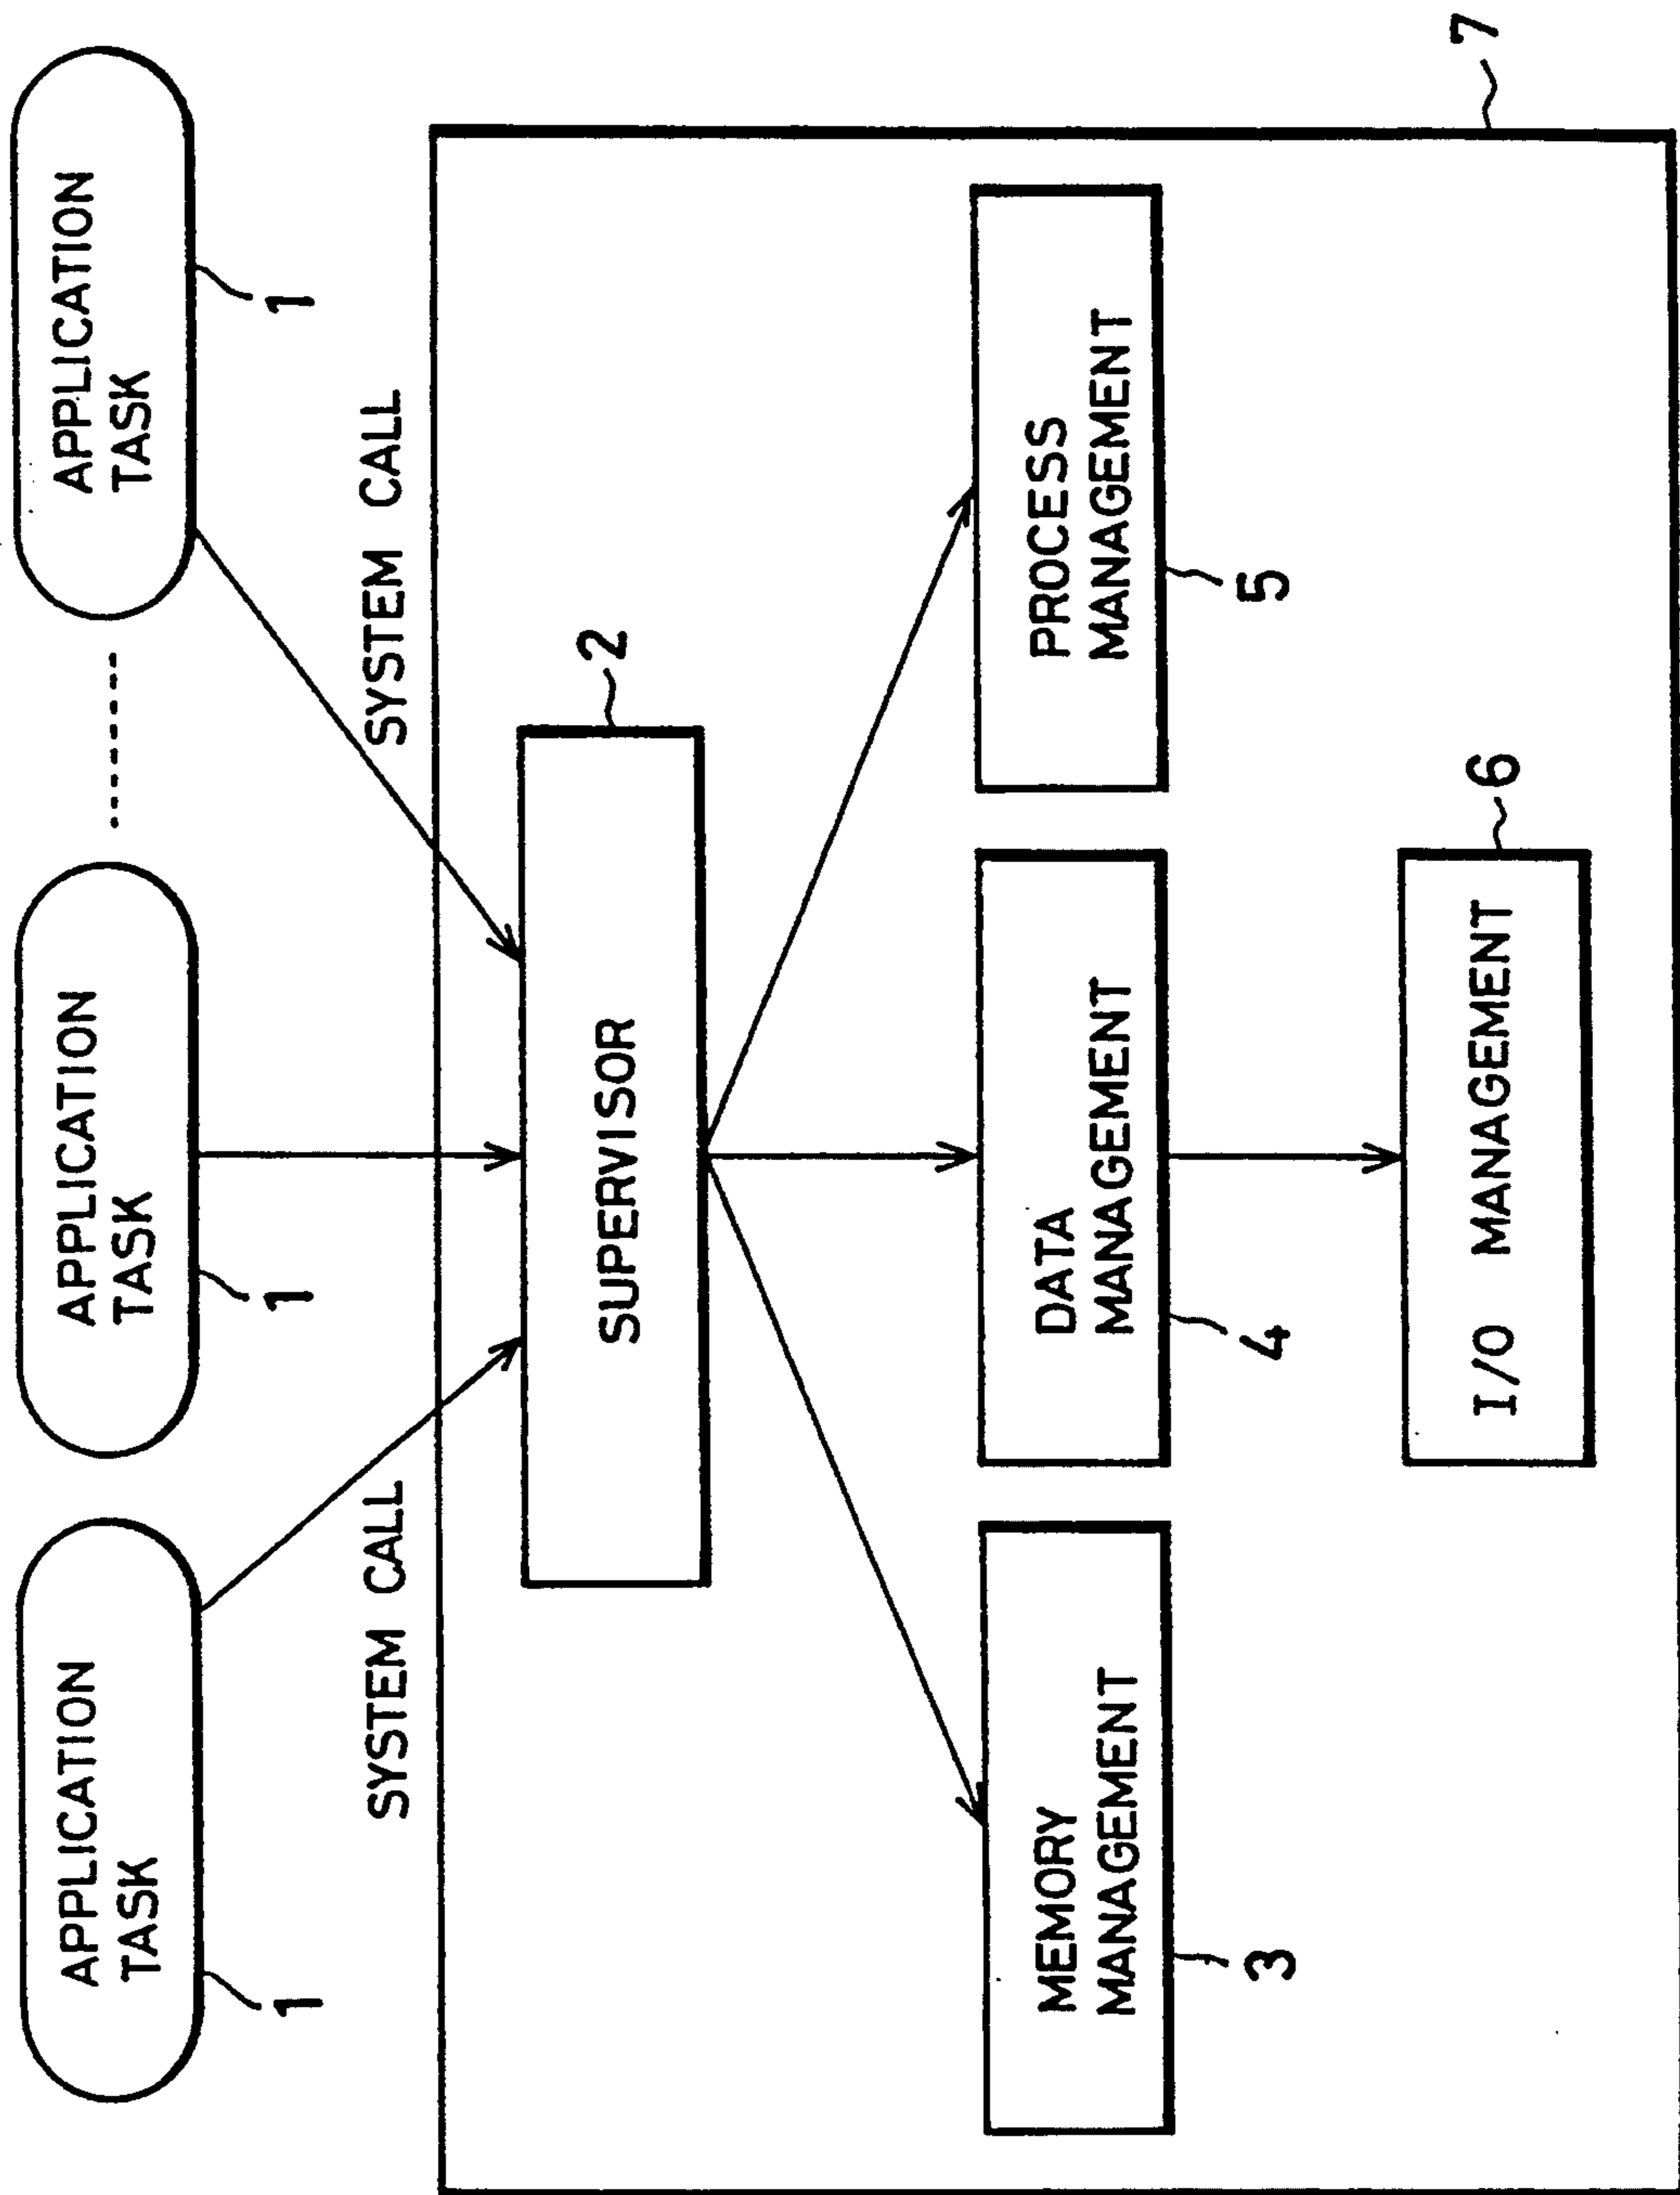 APPLICATION
TASK
1
APPLICATION
TASK
1
APPLICATION
TASK
1
SYSTEM CALL
SYSTEM CALL
SUPERVISOR
2
MEMORY
MANAGEMENT
3
DATA
MANAGEMENT
4
PROCESS
MANAGEMENT
5
I/O MANAGEMENT
6
7